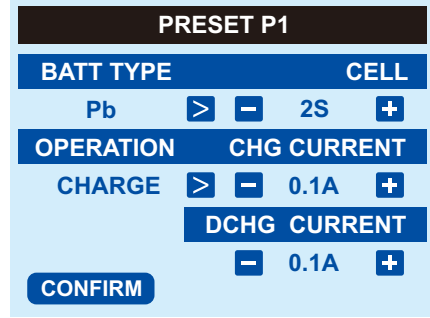 PRESET P1
BATT TYPE CELL
Pb > − 2S +
OPERATION CHG CURRENT
CHARGE > − 0.1A +
DCHG CURRENT
− 0.1A +
CONFIRM